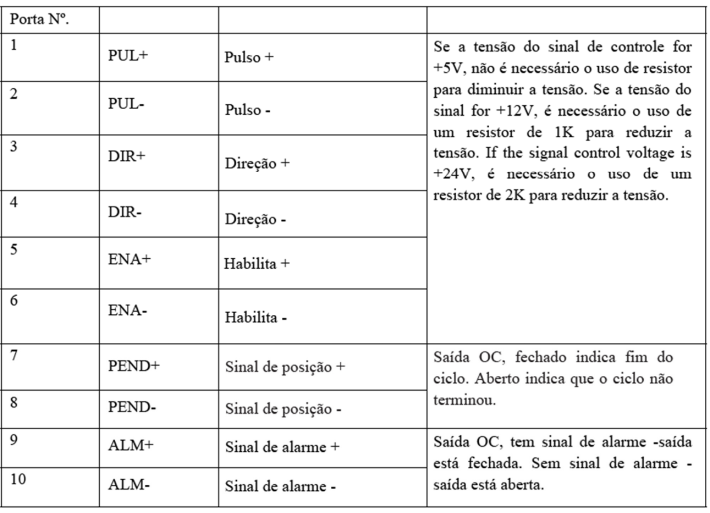 Porta Nº.
1
PUL+
Pulso +
Se a tensão do sinal de controle for
+5V, não é necessário o uso de resistor
para diminuir a tensão. Se a tensão do
sinal for +12V, é necessário o uso de
um resistor de 1K para reduzir a
tensão. If the signal control voltage is
+24V, é necessário o uso de um
resistor de 2K para reduzir a tensão.
2
PUL-
Pulso -
3
DIR+
Direção +
4
DIR-
Direção -
5
ENA+
Habilita +
6
ENA-
Habilita -
7
PEND+
Sinal de posição +
Saída OC, fechado indica fim do
ciclo. Aberto indica que o ciclo não
terminou.
8
PEND-
Sinal de posição -
9
ALM+
Sinal de alarme +
Saída OC, tem sinal de alarme -saída
está fechada. Sem sinal de alarme -
saída está aberta.
10
ALM-
Sinal de alarme -